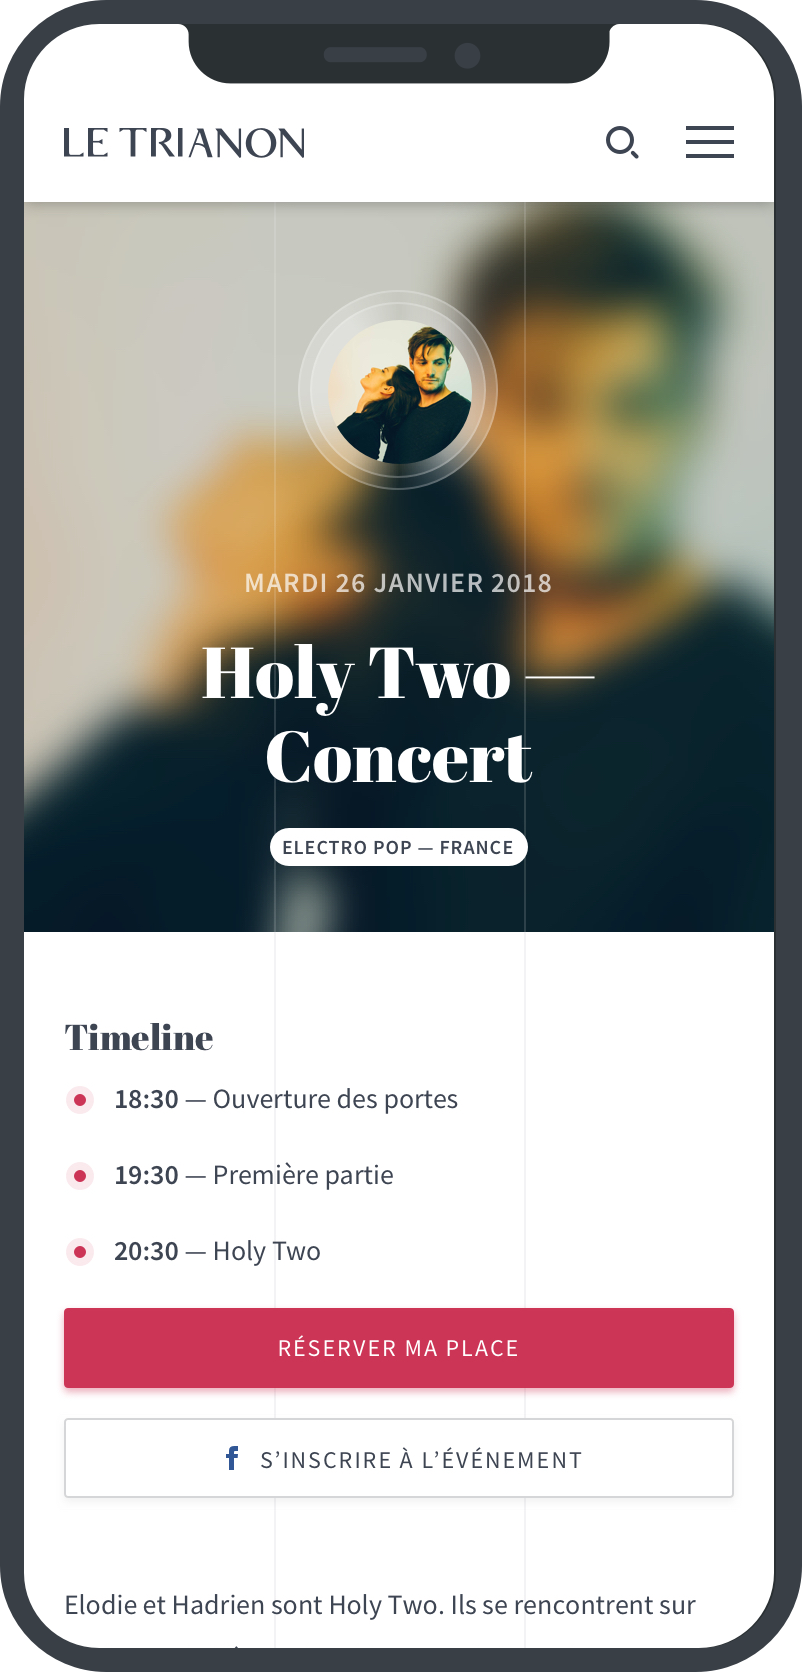 LE TRIANON
MARDI 26 JANVIER 2018
Holy Two —
Concert
ELECTRO POP — FRANCE
Timeline
18:30 — Ouverture des portes
19:30 — Première partie
20:30 — Holy Two
RÉSERVER MA PLACE
f S’INSCRIRE À L’ÉVÉNEMENT
Elodie et Hadrien sont Holy Two. Ils se rencontrent sur